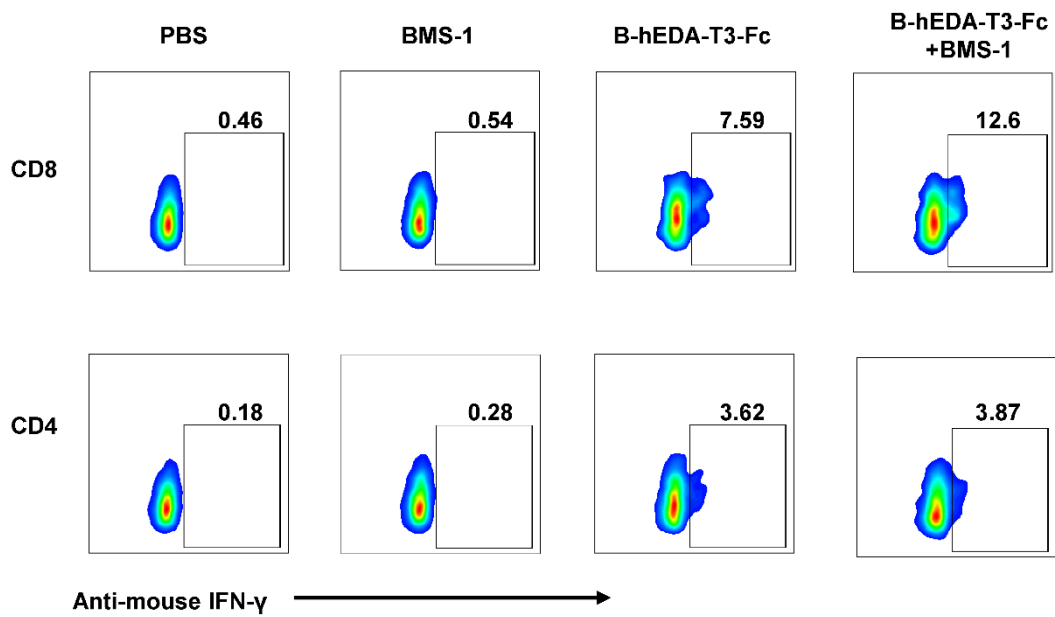 PBS
BMS-1
B-hEDA-T3-Fc
B-hEDA-T3-Fc
+BMS-1
CD8
0.46
0.54
7.59
12.6
CD4
0.18
0.28
3.62
3.87
Anti-mouse IFN-γ